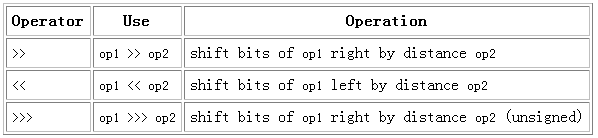 Operator Use Operation
>> op1 >> op2 shift bits of op1 right by distance op2
<< op1 << op2 shift bits of op1 left by distance op2
>>> op1 >>> op2 shift bits of op1 right by distance op2 (unsigned)